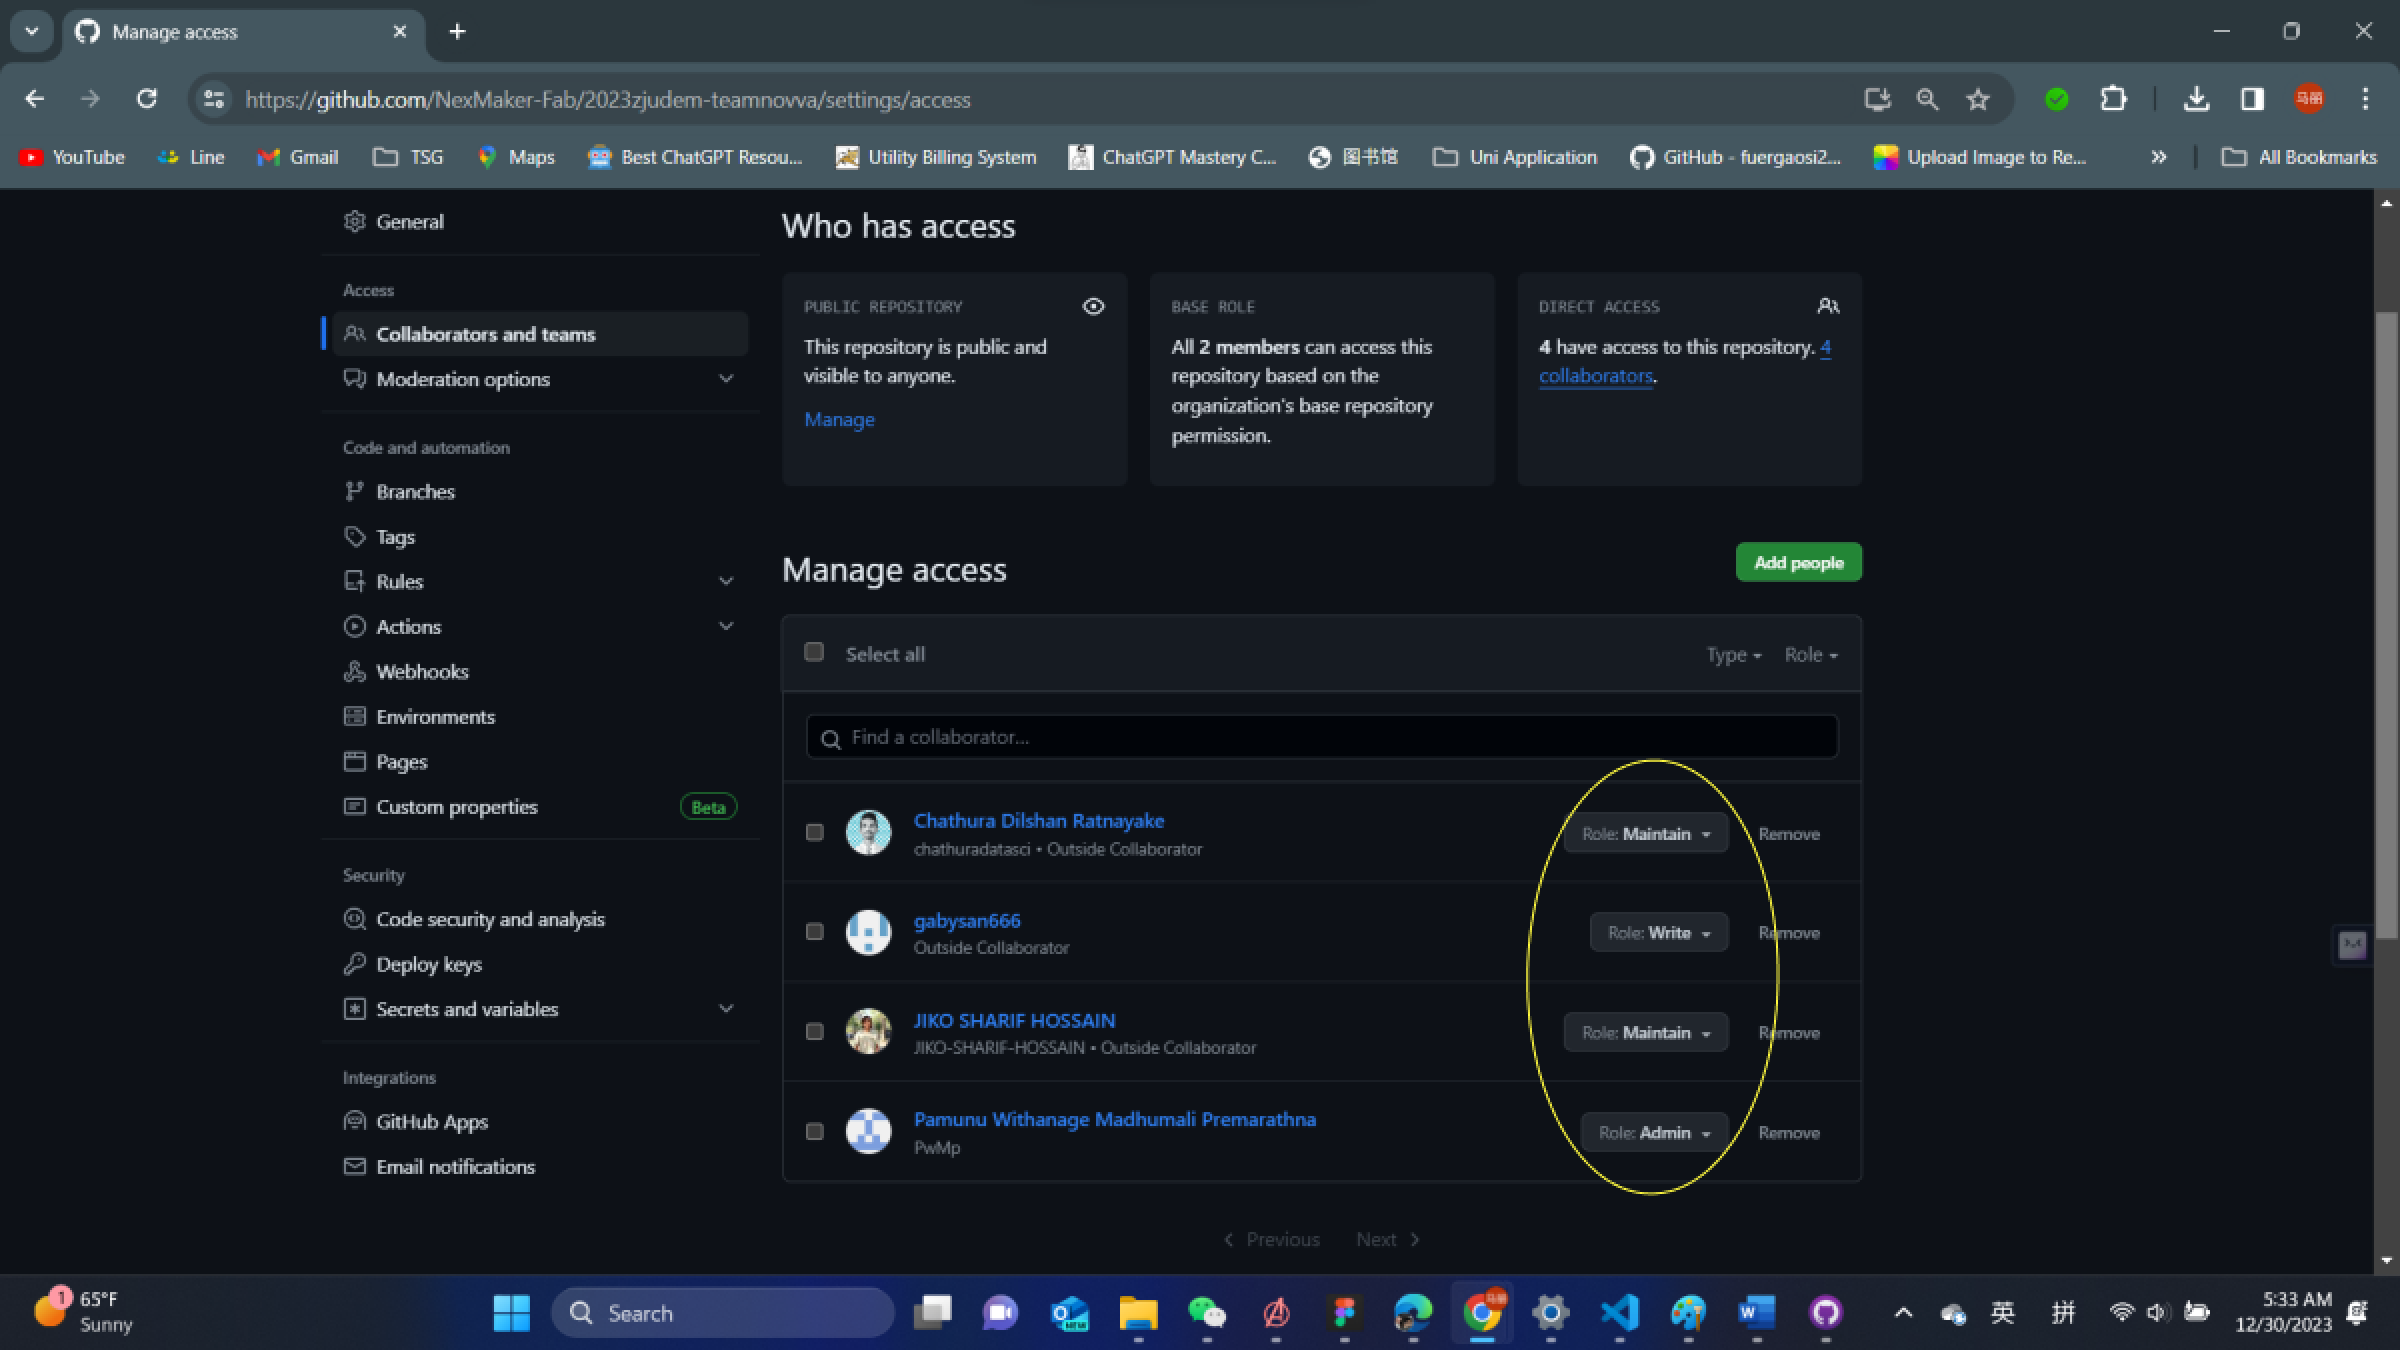 Manage access
https://github.com/NexMaker-Fab/2023zjudem-teamnovva/settings/access
马丽
YouTube
Line
Gmail
TSG
Maps
Best ChatGPT Resou...
Utility Billing System
ChatGPT Mastery C...
图书馆
Uni Application
GitHub - fuergaosi2...
Upload Image to Re...
All Bookmarks
General
Access
Collaborators and teams
Moderation options
Code and automation
Branches
Tags
Rules
Actions
Webhooks
Environments
Pages
Custom properties
Beta
Security
Code security and analysis
Deploy keys
Secrets and variables
Integrations
GitHub Apps
Email notifications
Who has access
PUBLIC REPOSITORY
This repository is public and
visible to anyone.
Manage
BASE ROLE
All 2 members can access this
repository based on the
organization's base repository
permission.
DIRECT ACCESS
4 have access to this repository. 4
collaborators.
Manage access
Add people
Select all
Type
Role
Find a collaborator...
Chathura Dilshan Ratnayake
chathuradatasci • Outside Collaborator
Role: Maintain
Remove
gabysan666
Outside Collaborator
Role: Write
Remove
JIKO SHARIF HOSSAIN
JIKO-SHARIF-HOSSAIN • Outside Collaborator
Role: Maintain
Remove
Pamunu Withanage Madhumali Premarathna
PwMp
Role: Admin
Remove
Previous
Next
1
65°F
Sunny
Search
英
拼
5:33 AM
12/30/2023